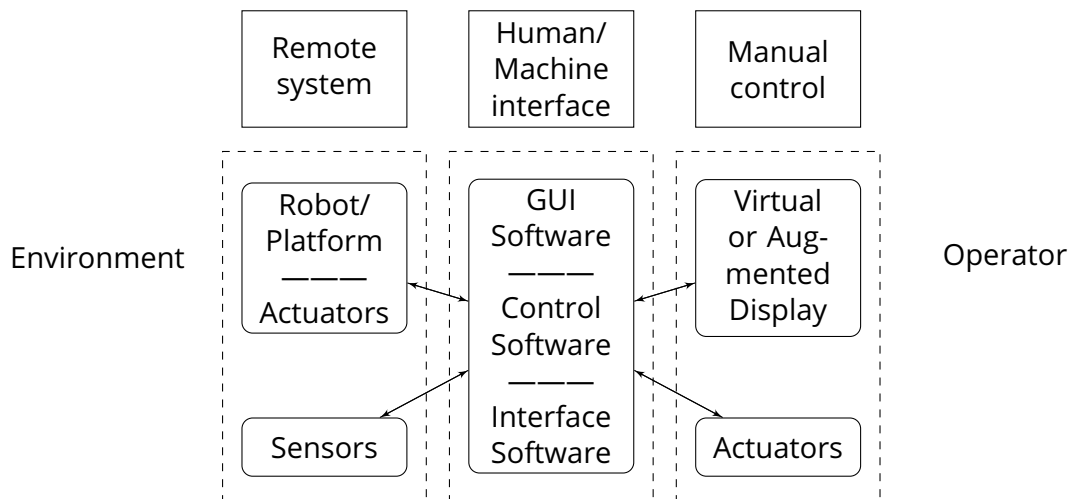 Remote
system
Human/
Machine
interface
Manual
control
Environment
Robot/
Platform
———
Actuators
Sensors
GUI
Software
———
Control
Software
———
Interface
Software
Virtual
or Aug-
mented
Display
Actuators
Operator